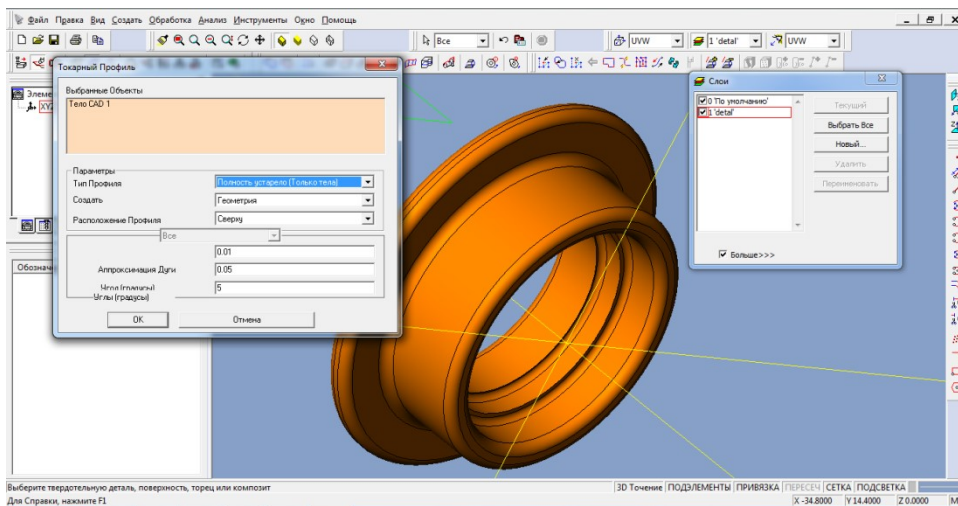 Файл Правка Вид Создать Обработка Анализ Инструменты Окно Помощь
Все
UVW
1 'detal'
UVW
Токарный Профиль
Выбранные Объекты
Тело CAD 1
Параметры
Тип Профиля
Полность устарело (Только тела)
Создать
Геометрия
Расположение Профиля
Сверху
Все
0.01
Аппроксимация Дуги
0.05
Угол (градусы)
5
Углы (градусы)
OK
Отмена
Элеме
XYZ
Обознач
Слои
0 'По умолчанию'
1 'detal'
Текущий
Выбрать Все
Новый...
Удалить
Переименовать
Больше>>>
Выберите твердотельную деталь, поверхность, торец или композит
3D Точение ПОДЭЛЕМЕНТЫ ПРИВЯЗКА ПЕРЕСЕЧ СЕТКА ПОДСВЕТКА
Для Справки, нажмите F1
X -34.8000 Y 14.4000 Z 0.0000 M